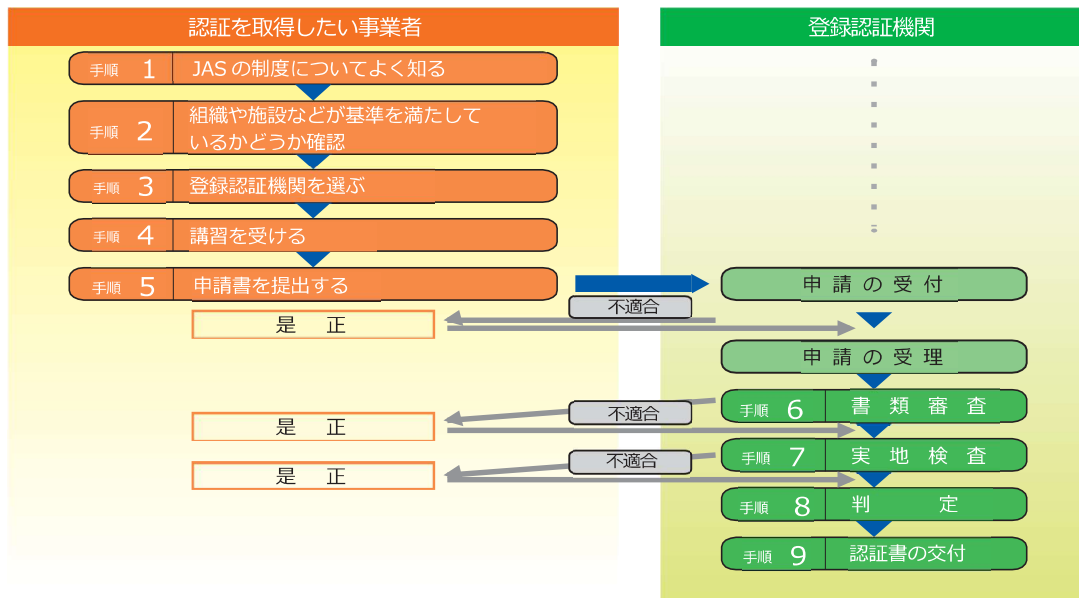 認証を取得したい事業者
登録認証機関
手順 1 JASの制度についてよく知る
手順 2 組織や施設などが基準を満たして
いるかどうか確認
手順 3 登録認証機関を選ぶ
手順 4 講習を受ける
手順 5 申請書を提出する
申請の受付
不適合
是正
申請の受理
手順 6 書類審査
不適合
是正
手順 7 実地検査
不適合
是正
手順 8 判定
手順 9 認証書の交付